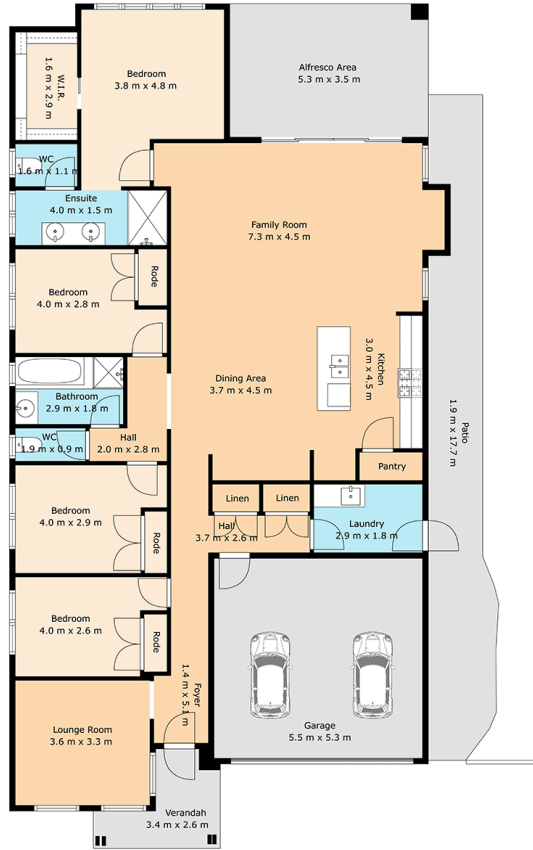 Bedroom
3.8 m x 4.8 m
Alfresco Area
5.3 m x 3.5 m
W.I.R.
1.6 m x 2.9 m
WC
1.6 m x 1.1 m
Ensuite
4.0 m x 1.5 m
Family Room
7.3 m x 4.5 m
Bedroom
4.0 m x 2.8 m
Rode
Kitchen
3.0 m x 4.5 m
Dining Area
3.7 m x 4.5 m
Bathroom
2.9 m x 1.8 m
Patio
1.9 m x 17.7 m
WC
1.9 m x 0.9 m
Hall
2.0 m x 2.8 m
Pantry
Linen
Linen
Bedroom
4.0 m x 2.9 m
Rode
Hall
3.7 m x 2.6 m
Laundry
2.9 m x 1.8 m
Bedroom
4.0 m x 2.6 m
Rode
Foyer
1.4 m x 5.1 m
Lounge Room
3.6 m x 3.3 m
Garage
5.5 m x 5.3 m
Verandah
3.4 m x 2.6 m